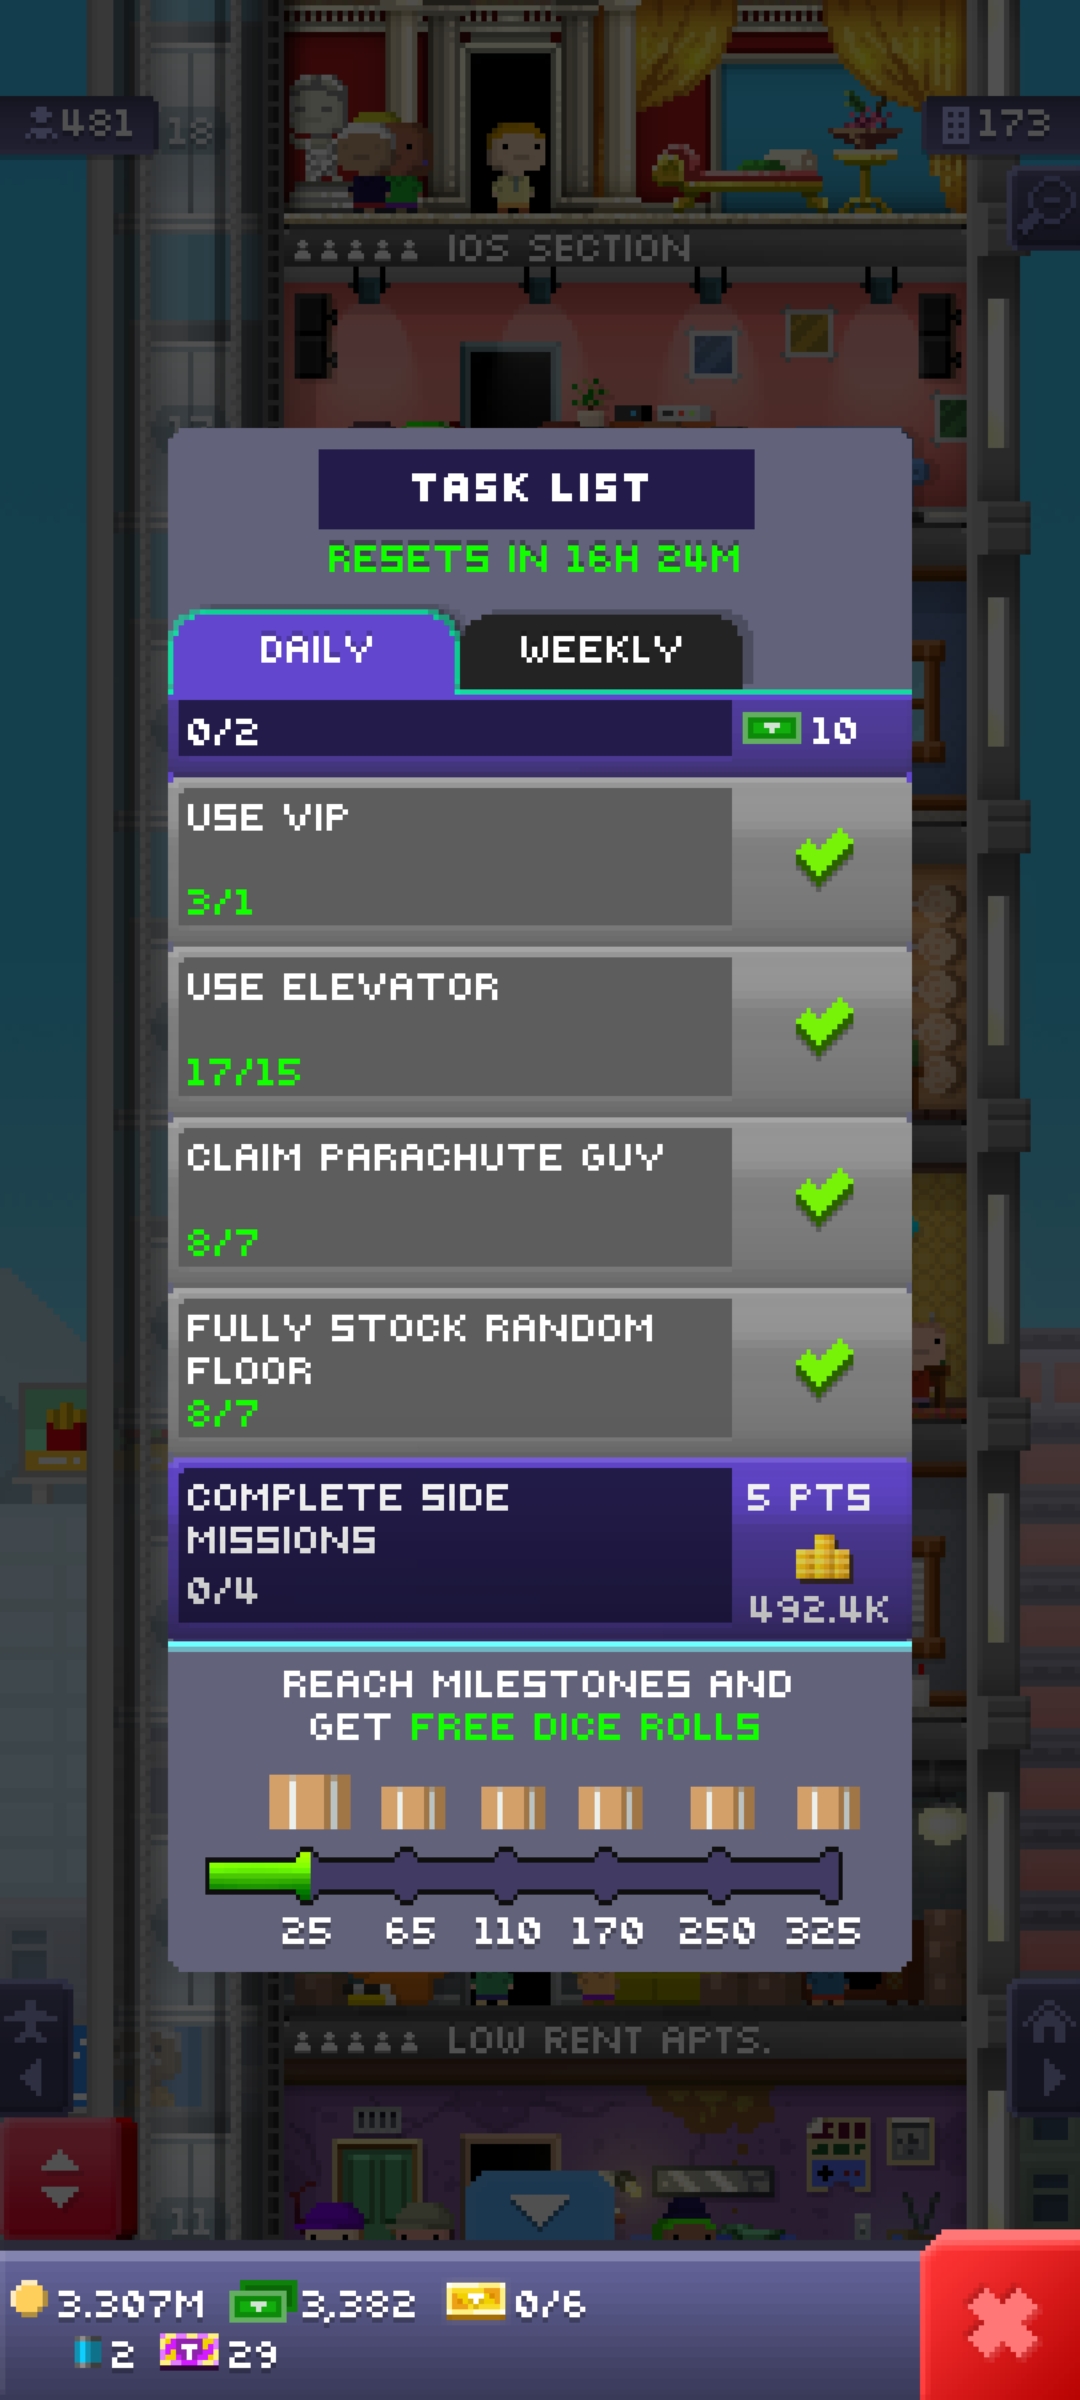 481
18
173
IOS SECTION
TASK LIST
RESETS IN 16H 24M
DAILY
WEEKLY
0/2
10
USE VIP
3/1
USE ELEVATOR
17/15
CLAIM PARACHUTE GUY
8/7
FULLY STOCK RANDOM
FLOOR
8/7
COMPLETE SIDE
MISSIONS
0/4
5 PTS
492.4K
REACH MILESTONES AND
GET FREE DICE ROLLS
25 65 110 170 250 325
LOW RENT APTS.
11
3.307M 3,382 0/6
2 29